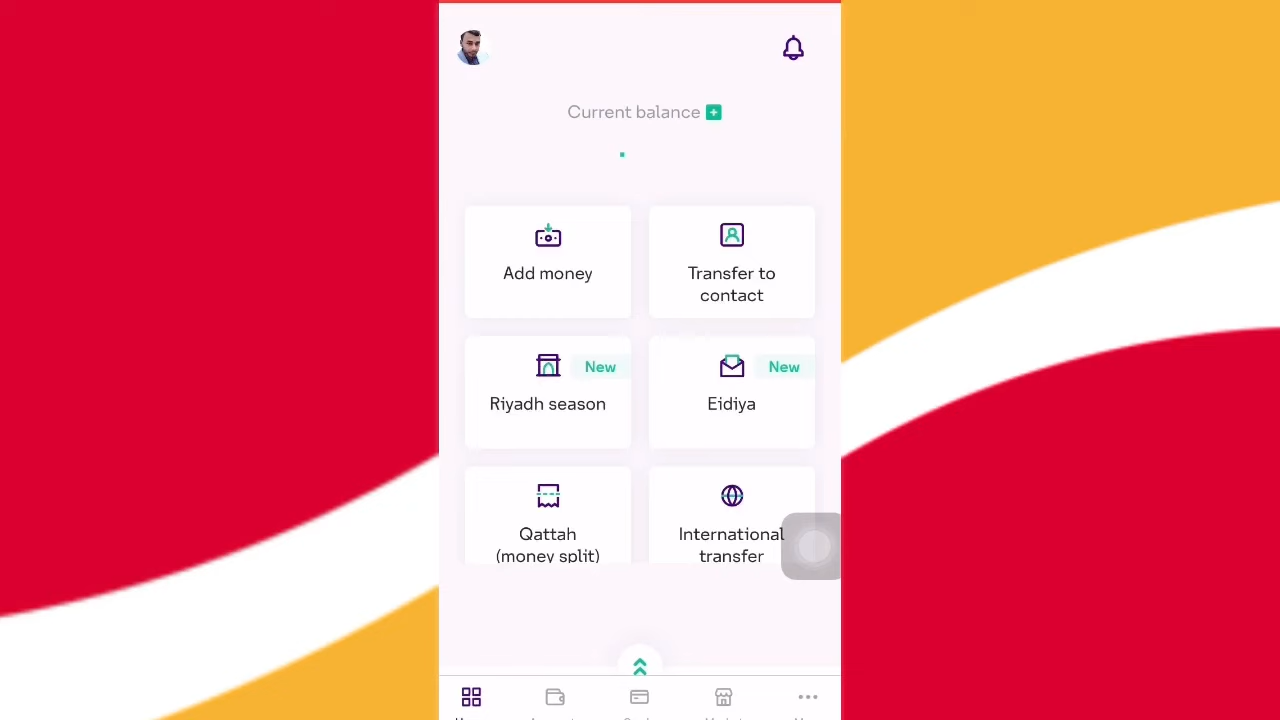 Current balance
Add money
Transfer to
contact
New
Riyadh season
New
Eidiya
Qattah
(money split)
International
transfer